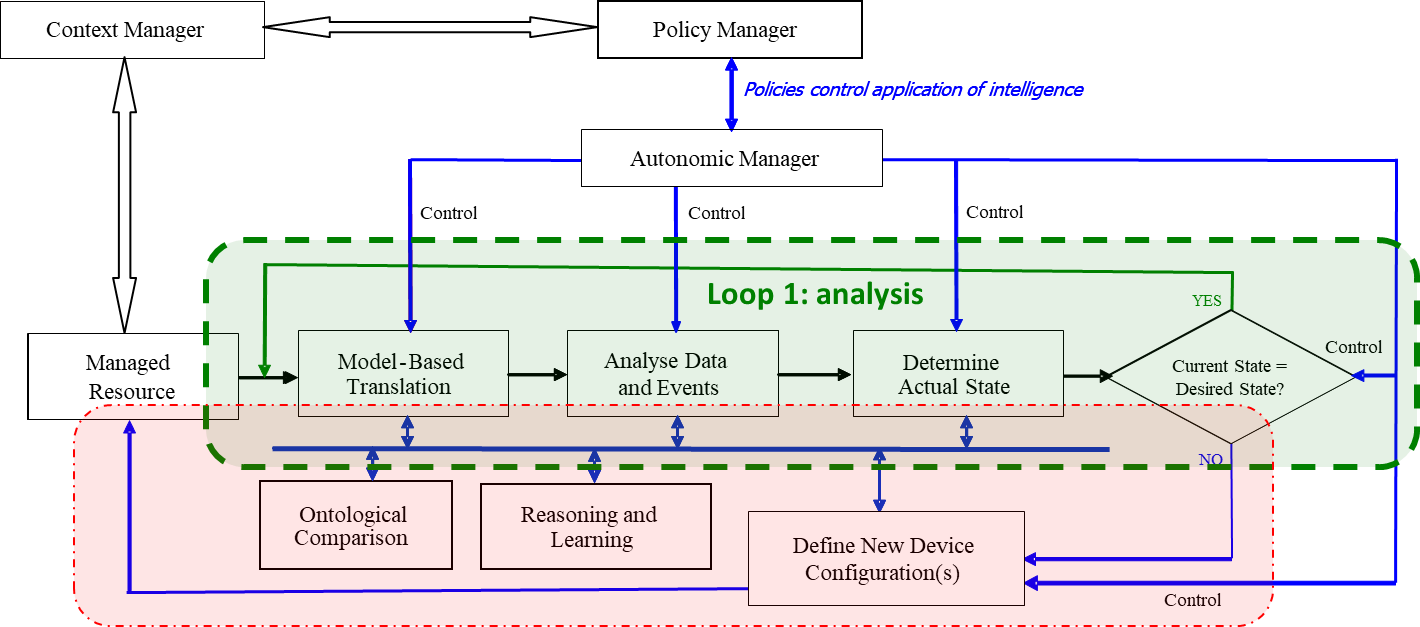 Context Manager
Policy Manager
Policies control application of intelligence
Autonomic Manager
Control
Control
Control
Loop 1: analysis
YES
Managed
Resource
Model-Based
Translation
Analyse Data
and Events
Determine
Actual State
Current State =
Desired State?
Control
NO
Ontological
Comparison
Reasoning and
Learning
Define New Device
Configuration(s)
Control